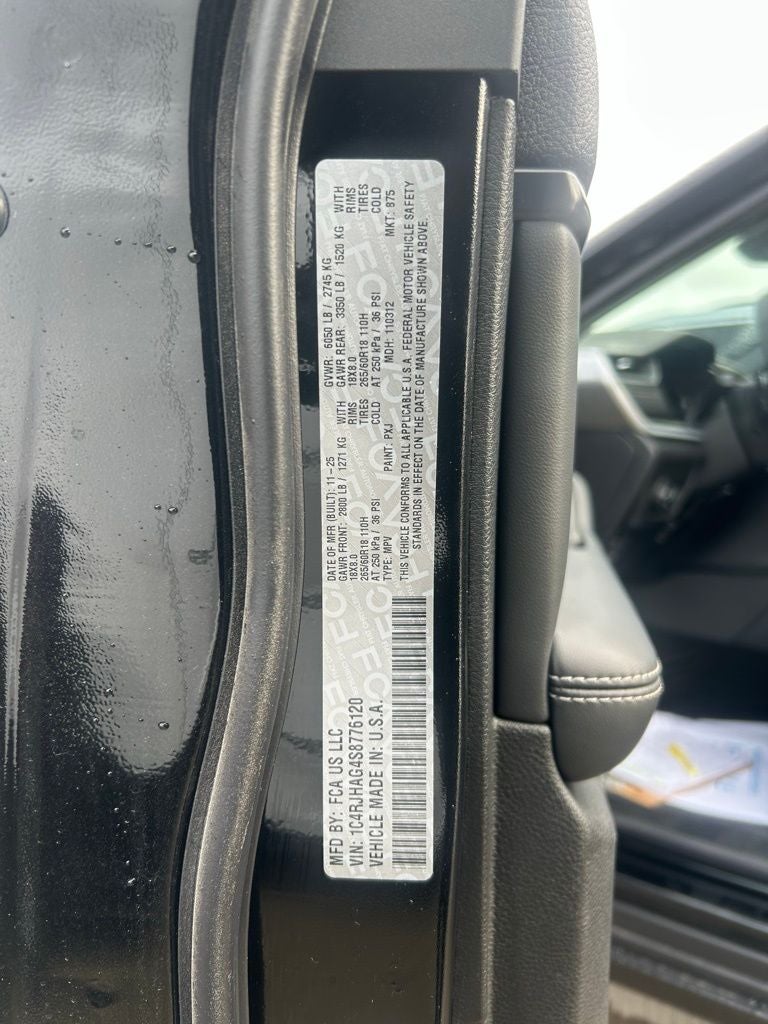 MFD BY: FCA US LLC
VIN: 1C4RJHAG4S8776120
VEHICLE MADE IN: U.S.A.
DATE OF MFR (BUILT): 11-25
GAWR FRONT: 2800 LB / 1271 KG WITH
18X8.0 RIMS
265/60R18 110H TIRES
AT 250 kPa / 36 PSI COLD
TYPE: MPV PAINT: PXJ
GVWR: 6050 LB / 2745 KG
GAWR REAR: 3350 LB / 1520 KG WITH
18X8.0 RIMS
265/60R18 110H TIRES
AT 250 kPa / 36 PSI COLD
MDH: 110312 MKT: B75
THIS VEHICLE CONFORMS TO ALL APPLICABLE U.S.A. FEDERAL MOTOR VEHICLE SAFETY
STANDARDS IN EFFECT ON THE DATE OF MANUFACTURE SHOWN ABOVE.